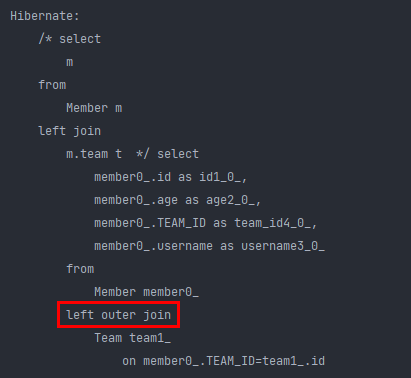 Hibernate:
/* select
m
from
Member m
left join
m.team t */ select
member0_.id as id1_0_,
member0_.age as age2_0_,
member0_.TEAM_ID as team_id4_0_,
member0_.username as username3_0_
from
Member member0_
left outer join
Team team1_
on member0_.TEAM_ID=team1_.id